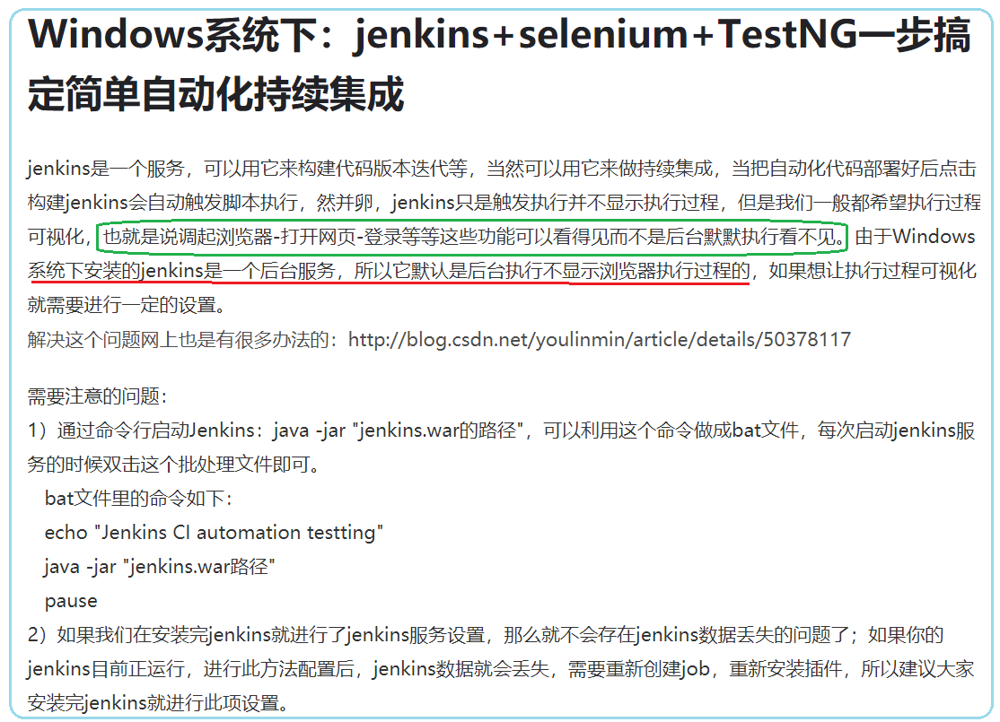 Windows系统下：jenkins+selenium+TestNG一步搞
定简单自动化持续集成
jenkins是一个服务，可以用它来构建代码版本迭代等，当然可以用它来做持续集成，当把自动化代码部署好后点击
构建jenkins会自动触发脚本执行，然并卵，jenkins只是触发执行并不显示执行过程，但是我们一般都希望执行过程
可视化，也就是说调起浏览器-打开网页-登录等等这些功能可以看得见而不是后台默默执行看不见。由于Windows
系统下安装的jenkins是一个后台服务，所以它默认是后台执行不显示浏览器执行过程的，如果想让执行过程可视化
就需要进行一定的设置。
解决这个问题网上也是有很多办法的：http://blog.csdn.net/youlinmin/article/details/50378117
需要注意的问题：
1）通过命令行启动Jenkins：java -jar "jenkins.war的路径"，可以利用这个命令做成bat文件，每次启动jenkins服
务的时候双击这个批处理文件即可。
bat文件里的命令如下：
echo "Jenkins CI automation testting"
java -jar "jenkins.war路径"
pause
2）如果我们在安装完jenkins就进行了jenkins服务设置，那么就不会存在jenkins数据丢失的问题了；如果你的
jenkins目前正运行，进行此方法配置后，jenkins数据就会丢失，需要重新创建job，重新安装插件，所以建议大家
安装完jenkins就进行此项设置。